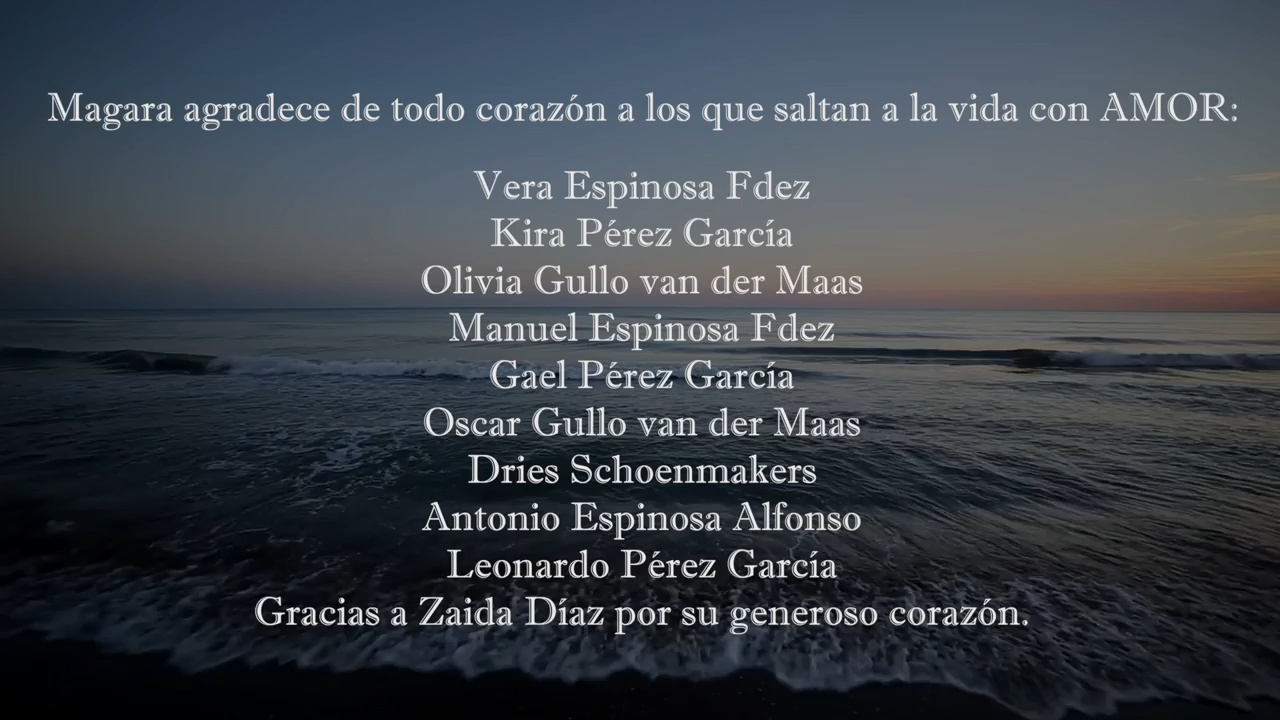 Magara agradece de todo corazón a los que saltan a la vida con AMOR:
Vera Espinosa Fdez
Kira Pérez García
Olivia Gullo van der Maas
Manuel Espinosa Fdez
Gael Pérez García
Oscar Gullo van der Maas
Dries Schoenmakers
Antonio Espinosa Alfonso
Leonardo Pérez García
Gracias a Zaida Díaz por su generoso corazón.